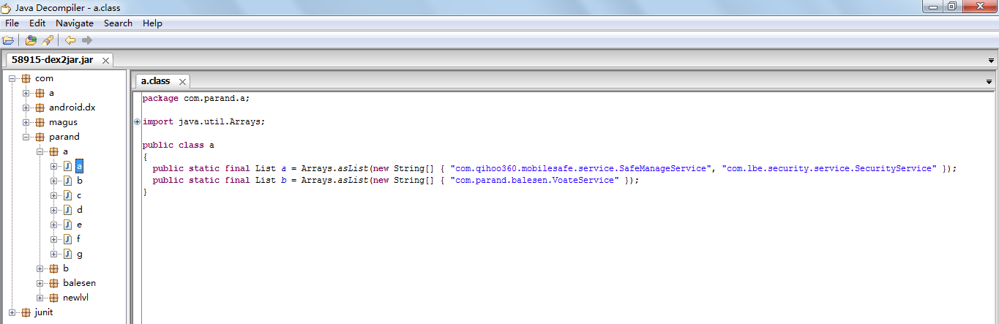 Java Decompiler - a.class
File Edit Navigate Search Help
58915-dex2jar.jar
com
a
android.dx
magus
parand
a
a
b
c
d
e
f
g
b
balesen
newlvl
junit
a.class
package com.parand.a;
import java.util.Arrays;
public class a
{
public static final List a = Arrays.asList(new String[] { "com.qihoo360.mobilesafe.service.SafeManageService", "com.lbe.security.service.SecurityService" });
public static final List b = Arrays.asList(new String[] { "com.parand.balesen.VoateService" });
}